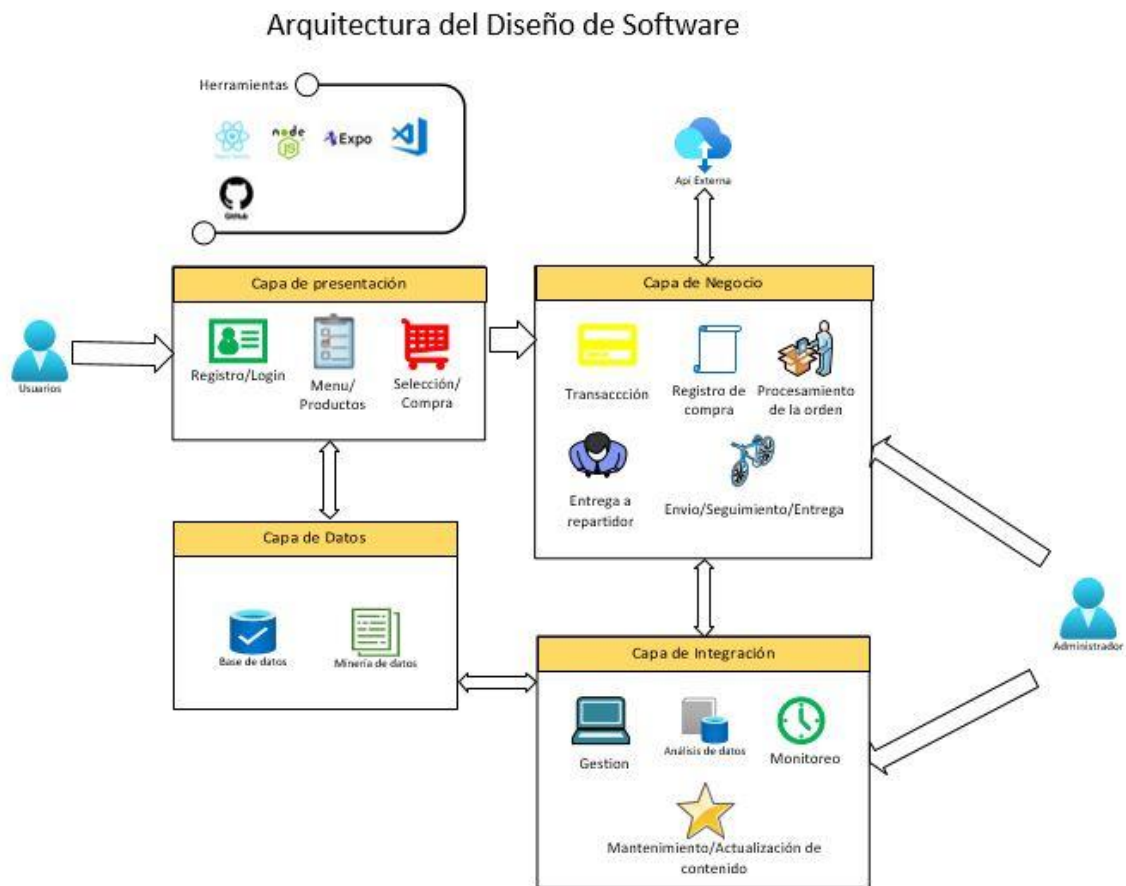 Arquitectura del Diseño de Software
Herramientas
node
JS
Expo
GitHub
Api Externa
Capa de presentación
Registro/Login
Menu/
Productos
Selección/
Compra
Usuarios
Capa de Negocio
Transaccción
Registro de
compra
Procesamiento
de la orden
Entrega a
repartidor
Envio/Seguimiento/Entrega
Capa de Datos
Base de datos
Minería de datos
Capa de Integración
Gestion
Análisis de datos
Monitoreo
Mantenimiento/Actualización de
contenido
Administrador